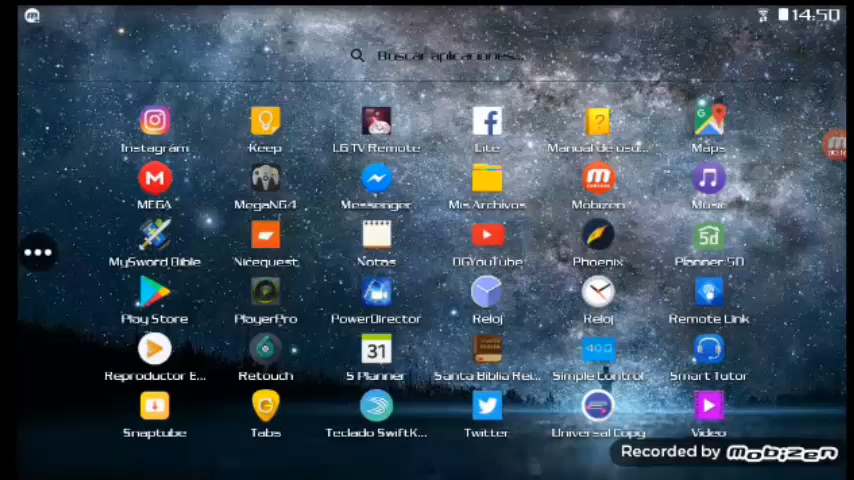 14:50
Buscar aplicaciones...
Instagram Keep LG TV Remote Lite Manual de usu... Maps
MEGA MegaN64 Messenger Mis Archivos Mobizen Music
MySword Bible Nicequest Notas OGYouTube Phoenix Planner 5D
Play Store PlayerPro PowerDirector Reloj Reloj Remote Link
Reproductor E... Retouch S Planner Santa Biblia Rei... Simple Control Smart Tutor
Snaptube Tabs Teclado SwiftK... Twitter Universal Copy Video
Recorded by Mobizen